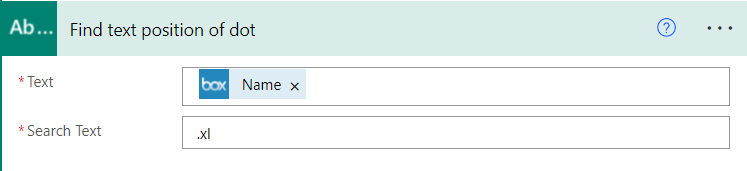 Ab...
Find text position of dot
?
...
* Text
box Name ×
* Search Text
.xl